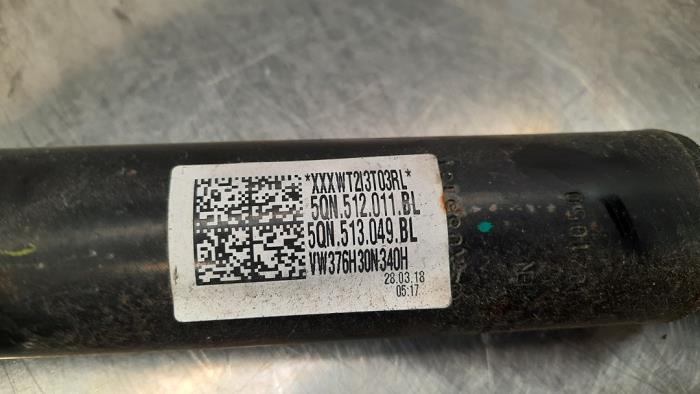 *XXXWT2I3T03RL*
5QN.512.011.BL
5QN.513.049.BL
VW376H30N340H
28.03.18
05:17